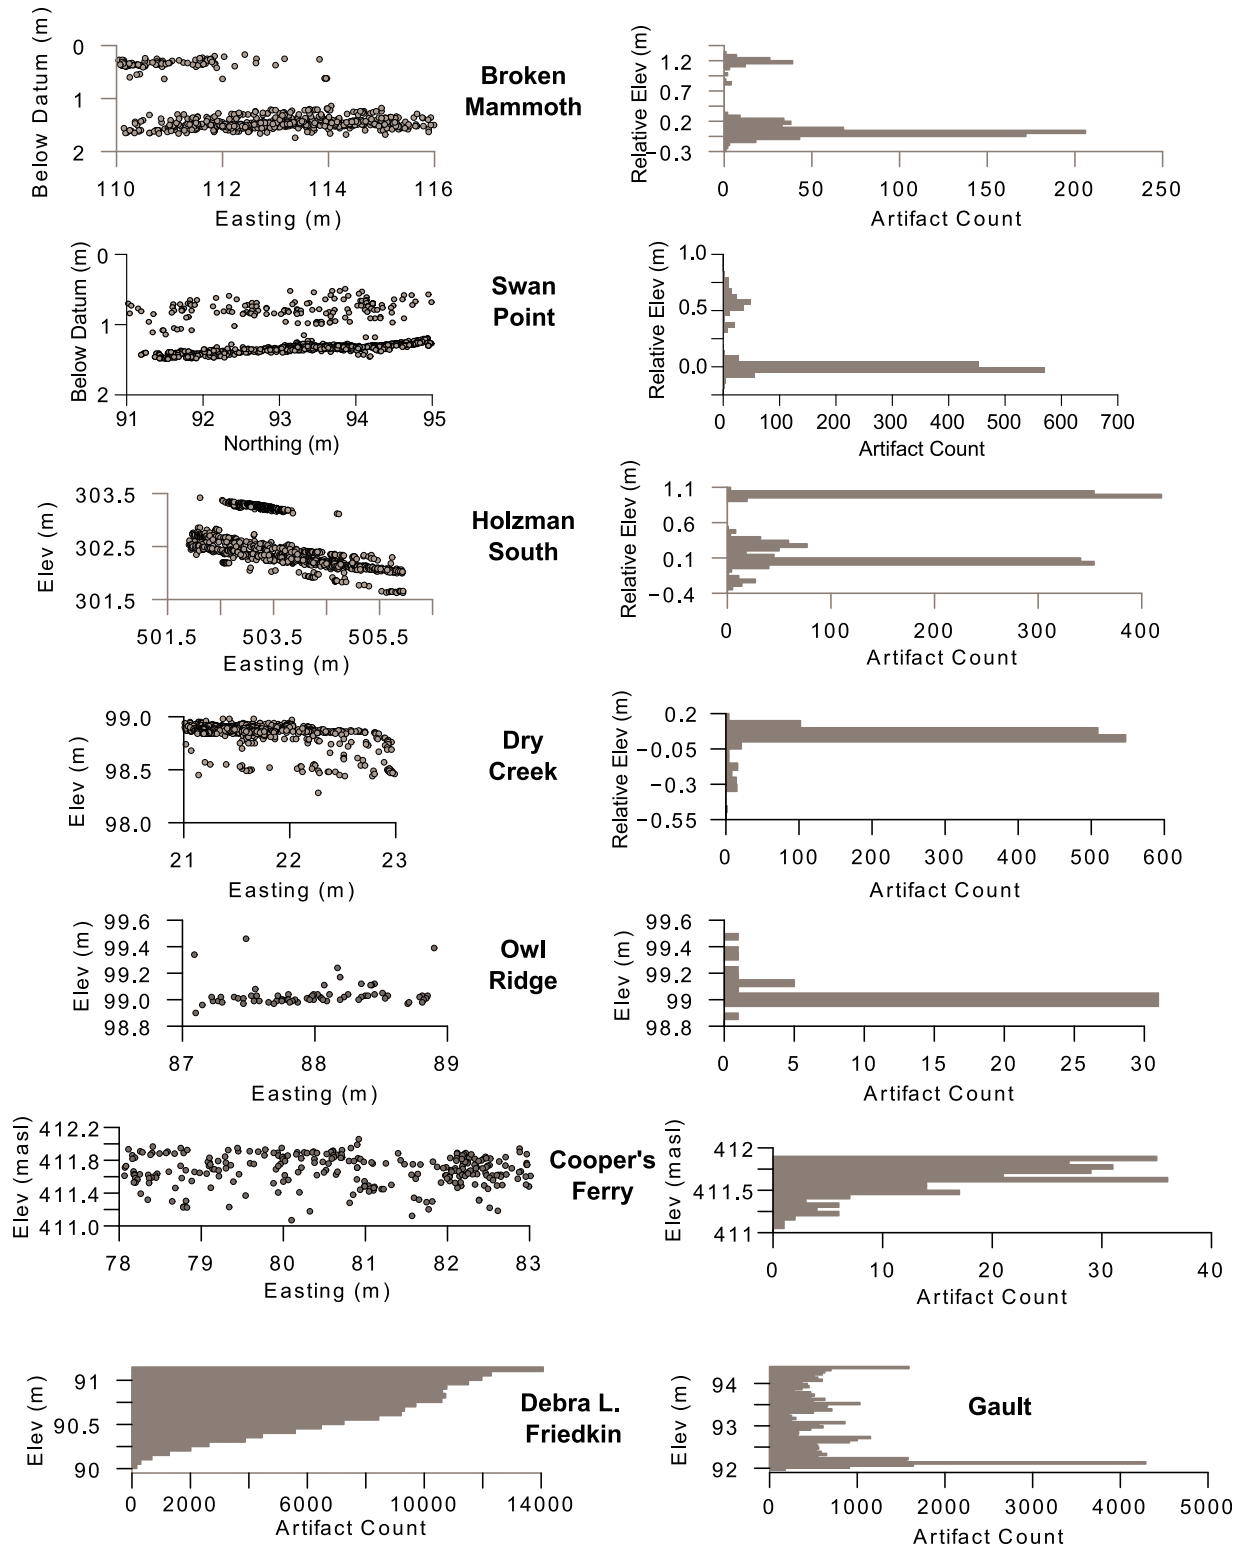 Below Datum (m)
0
1
2
110 112 114 116
Easting (m)
Broken
Mammoth
Relative Elev (m)
1.2
0.7
0.2
−0.3
0 50 100 150 200 250
Artifact Count
Below Datum (m)
0
1
2
91 92 93 94 95
Northing (m)
Swan
Point
Relative Elev (m)
1.0
0.5
0.0
0 100 200 300 400 500 600 700
Artifact Count
Elev (m)
303.5
302.5
301.5
501.5 503.5 505.5
Easting (m)
Holzman
South
Relative Elev (m)
1.1
0.6
0.1
−0.4
0 100 200 300 400
Artifact Count
Elev (m)
99.0
98.5
98.0
21 22 23
Easting (m)
Dry
Creek
Relative Elev (m)
0.2
−0.05
−0.3
−0.55
0 100 200 300 400 500 600
Artifact Count
Elev (m)
99.6
99.4
99.2
99.0
98.8
87 88 89
Easting (m)
Owl
Ridge
Elev (m)
99.6
99.4
99.2
99
98.8
0 5 10 15 20 25 30
Artifact Count
Elev (masl)
412.2
411.8
411.4
411.0
78 79 80 81 82 83
Easting (m)
Cooper's
Ferry
Elev (masl)
412
411.5
411
0 10 20 30 40
Artifact Count
Elev (m)
91
90.5
90
0 2000 6000 10000 14000
Artifact Count
Debra L.
Friedkin
Elev (m)
94
93
92
0 1000 2000 3000 4000 5000
Artifact Count
Gault